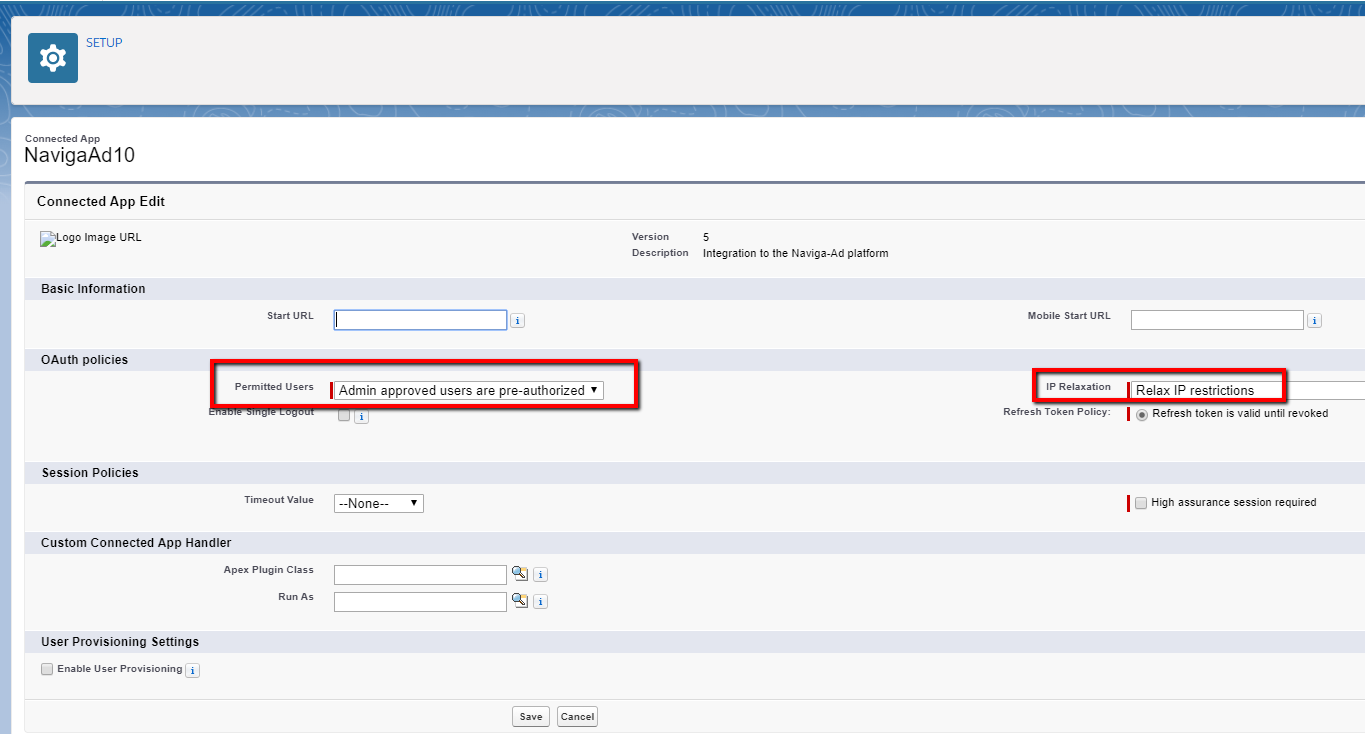 SETUP
Connected App
NavigaAd10
Connected App Edit
Logo Image URL
Version 5
Description Integration to the Naviga-Ad platform
Basic Information
Start URL i Mobile Start URL i
OAuth policies
Permitted Users Admin approved users are pre-authorized IP Relaxation Relax IP restrictions
Enable Single Logout i Refresh Token Policy: Refresh token is valid until revoked
Session Policies
Timeout Value --None-- High assurance session required
Custom Connected App Handler
Apex Plugin Class i
Run As i
User Provisioning Settings
Enable User Provisioning i
Save Cancel